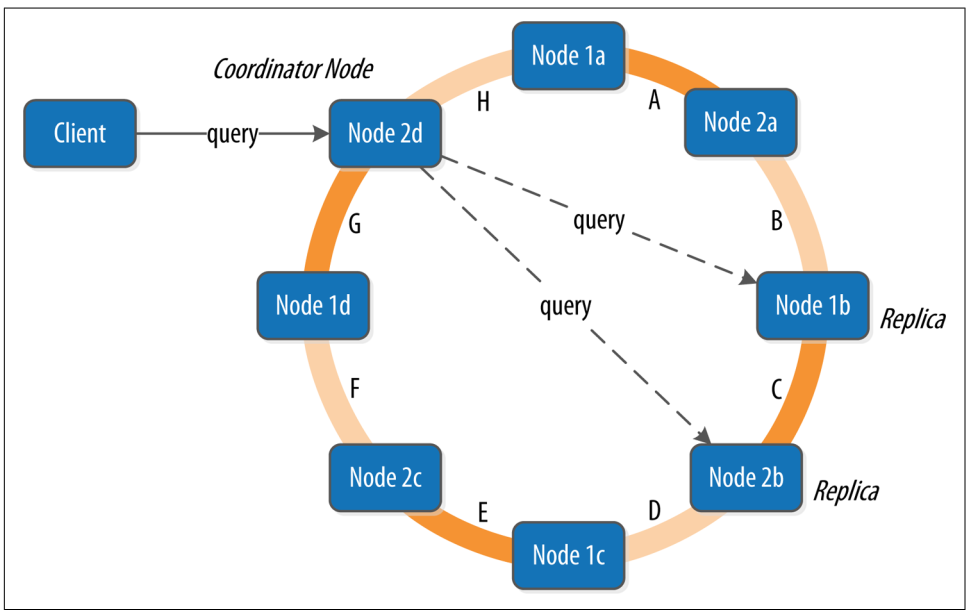 Coordinator Node
Client
query
Node 2d
H
Node 1a
A
Node 2a
B
G
query
query
Node 1d
Node 1b
Replica
F
C
Node 2c
Node 2b
Replica
E
D
Node 1c